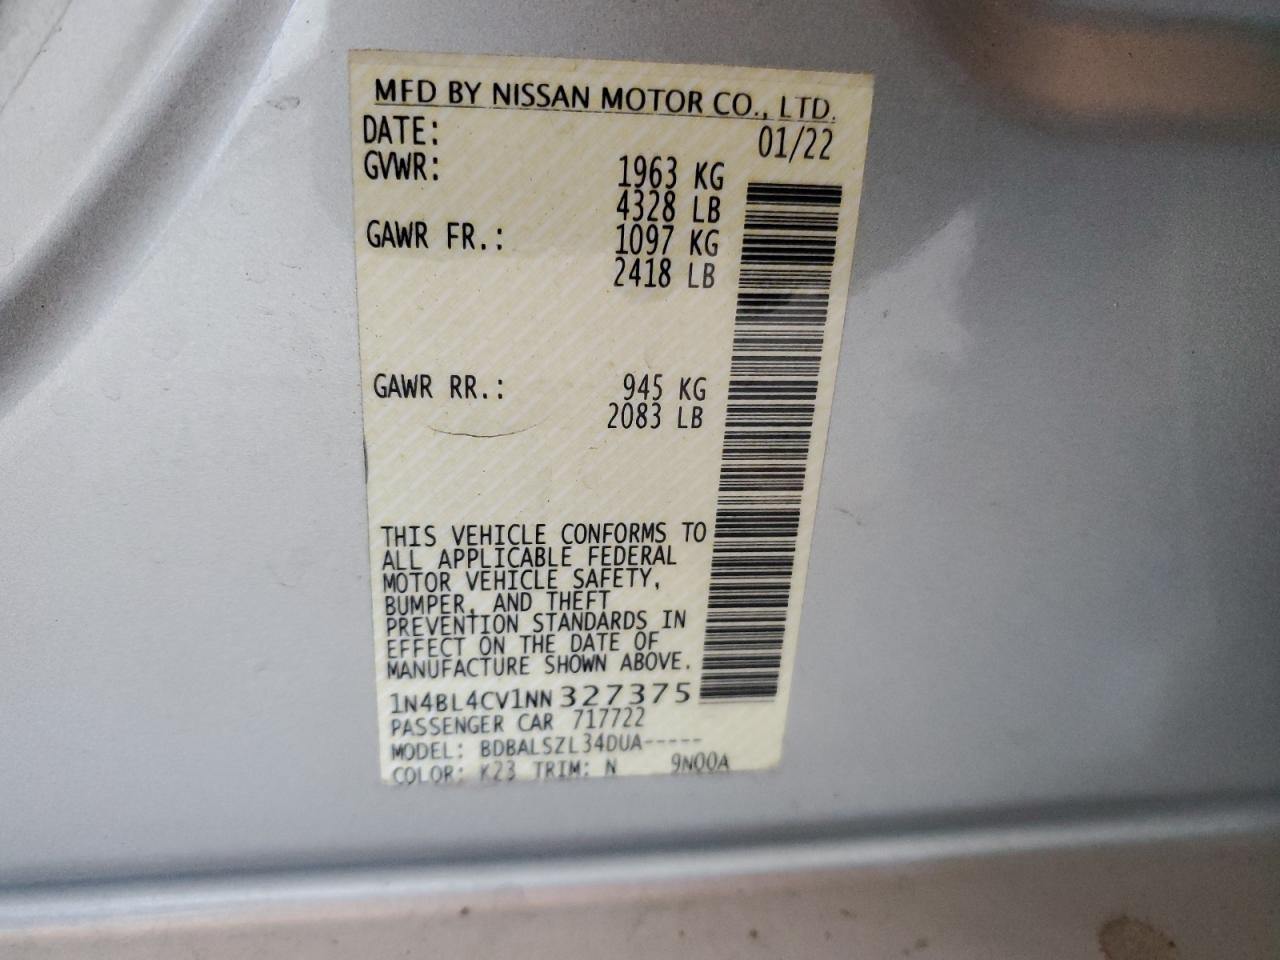 MFD BY NISSAN MOTOR CO., LTD.
DATE: 01/22
GVWR: 1963 KG
4328 LB
GAWR FR.: 1097 KG
2418 LB
GAWR RR.: 945 KG
2083 LB
THIS VEHICLE CONFORMS TO
ALL APPLICABLE FEDERAL
MOTOR VEHICLE SAFETY,
BUMPER, AND THEFT
PREVENTION STANDARDS IN
EFFECT ON THE DATE OF
MANUFACTURE SHOWN ABOVE.
1N4BL4CV1NN327375
PASSENGER CAR 717722
MODEL: BDBALSZL34DUA-----
COLOR: K23 TRIM: N 9N00A